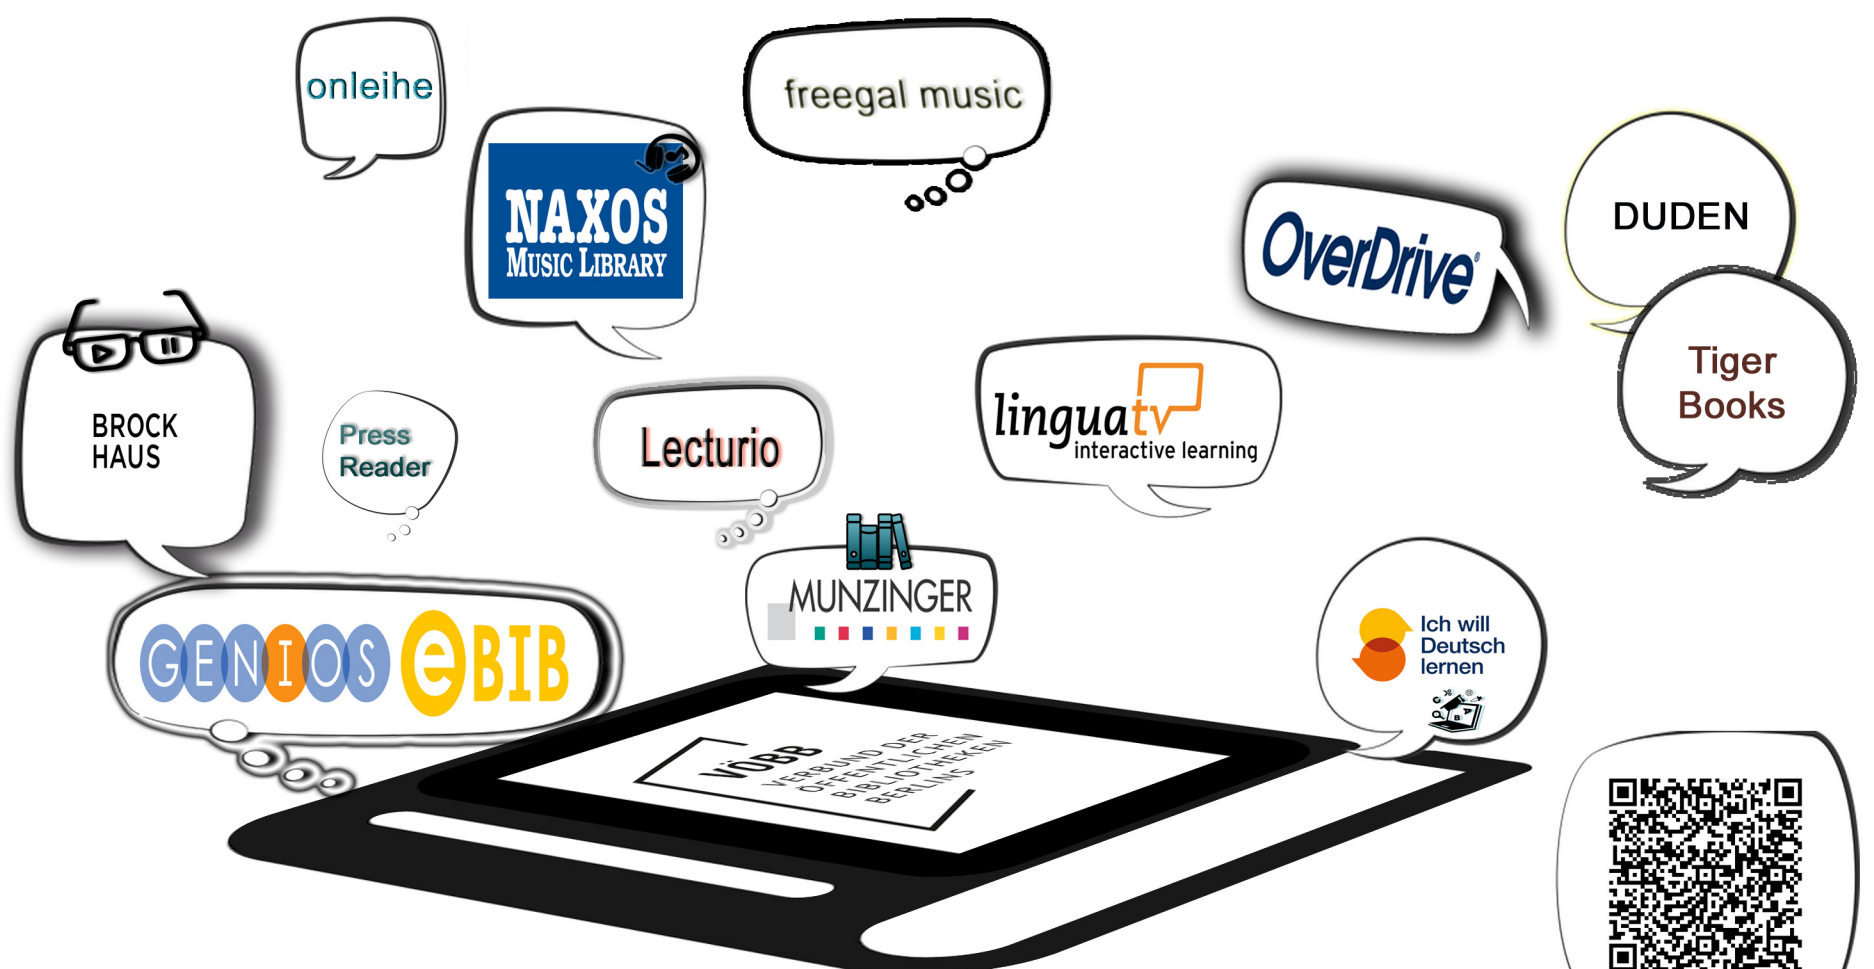 onleihe
freegal music
NAXOS
MUSIC LIBRARY
OverDrive®
DUDEN
Tiger
Books
BROCK
HAUS
Press
Reader
Lecturio
linguatv
interactive learning
MUNZINGER
GENIOS eBIB
Ich will
Deutsch
lernen
VÖBB
VERBUND DER
ÖFFENTLICHEN
BIBLIOTHEKEN
BERLINS